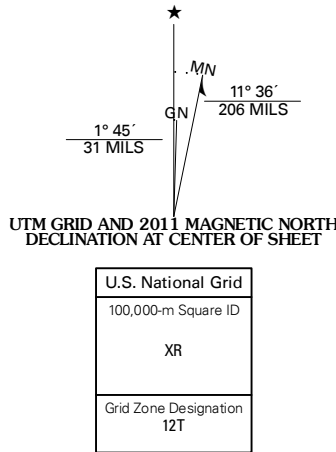 ★
MN
GN
11° 36´
206 MILS
1° 45´
31 MILS
UTM GRID AND 2011 MAGNETIC NORTH
DECLINATION AT CENTER OF SHEET
U.S. National Grid
100,000-m Square ID
XR
Grid Zone Designation
12T